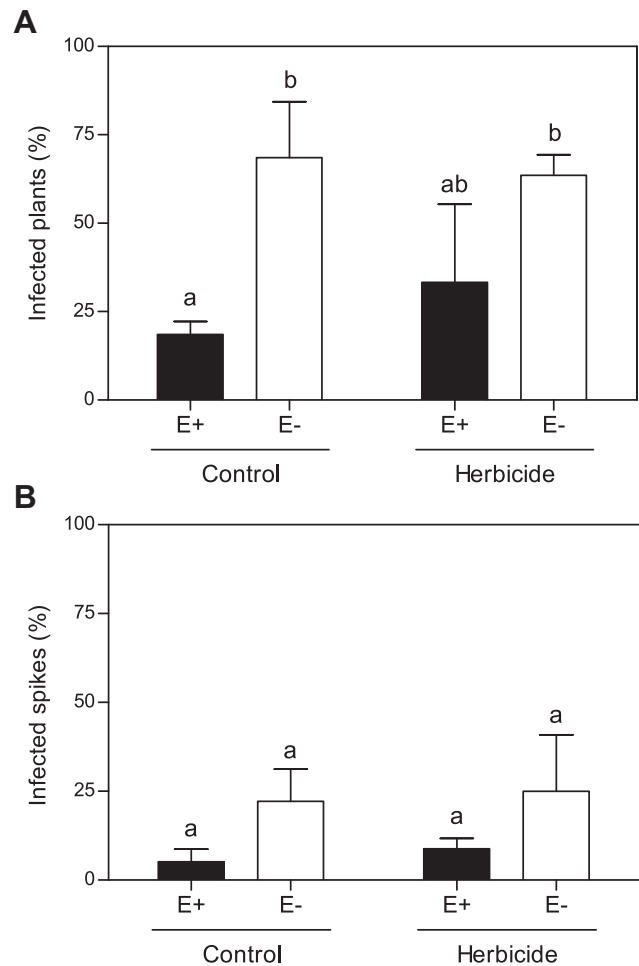 A
Infected plants (%)
100
75
50
25
0
a
b
ab
b
E+ E- E+ E-
Control Herbicide
B
Infected spikes (%)
100
75
50
25
0
a
a
a
a
E+ E- E+ E-
Control Herbicide